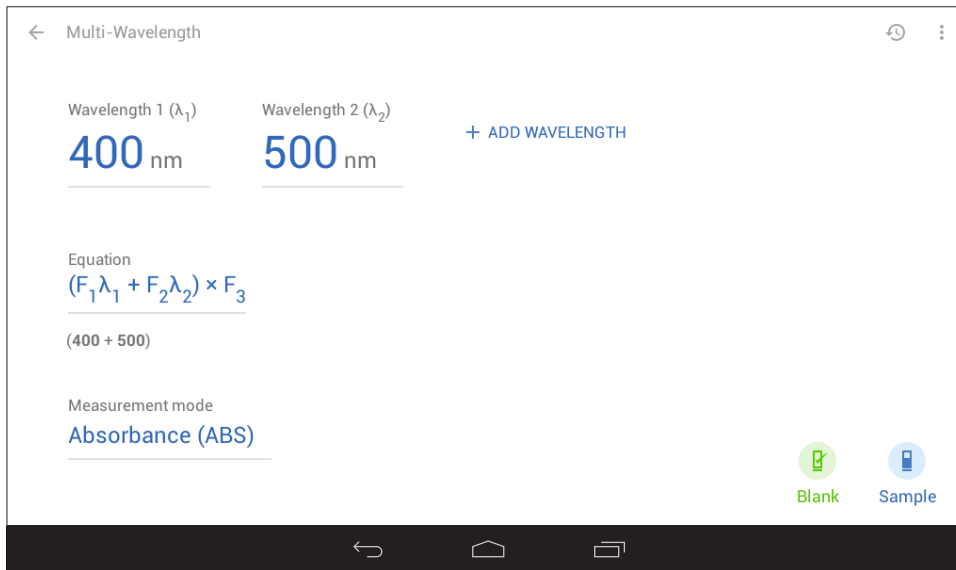 Multi-Wavelength
Wavelength 1 (λ₁) Wavelength 2 (λ₂)
400 nm 500 nm + ADD WAVELENGTH
Equation
(F₁λ₁ + F₂λ₂) × F₃
(400 + 500)
Measurement mode
Absorbance (ABS)
Blank Sample